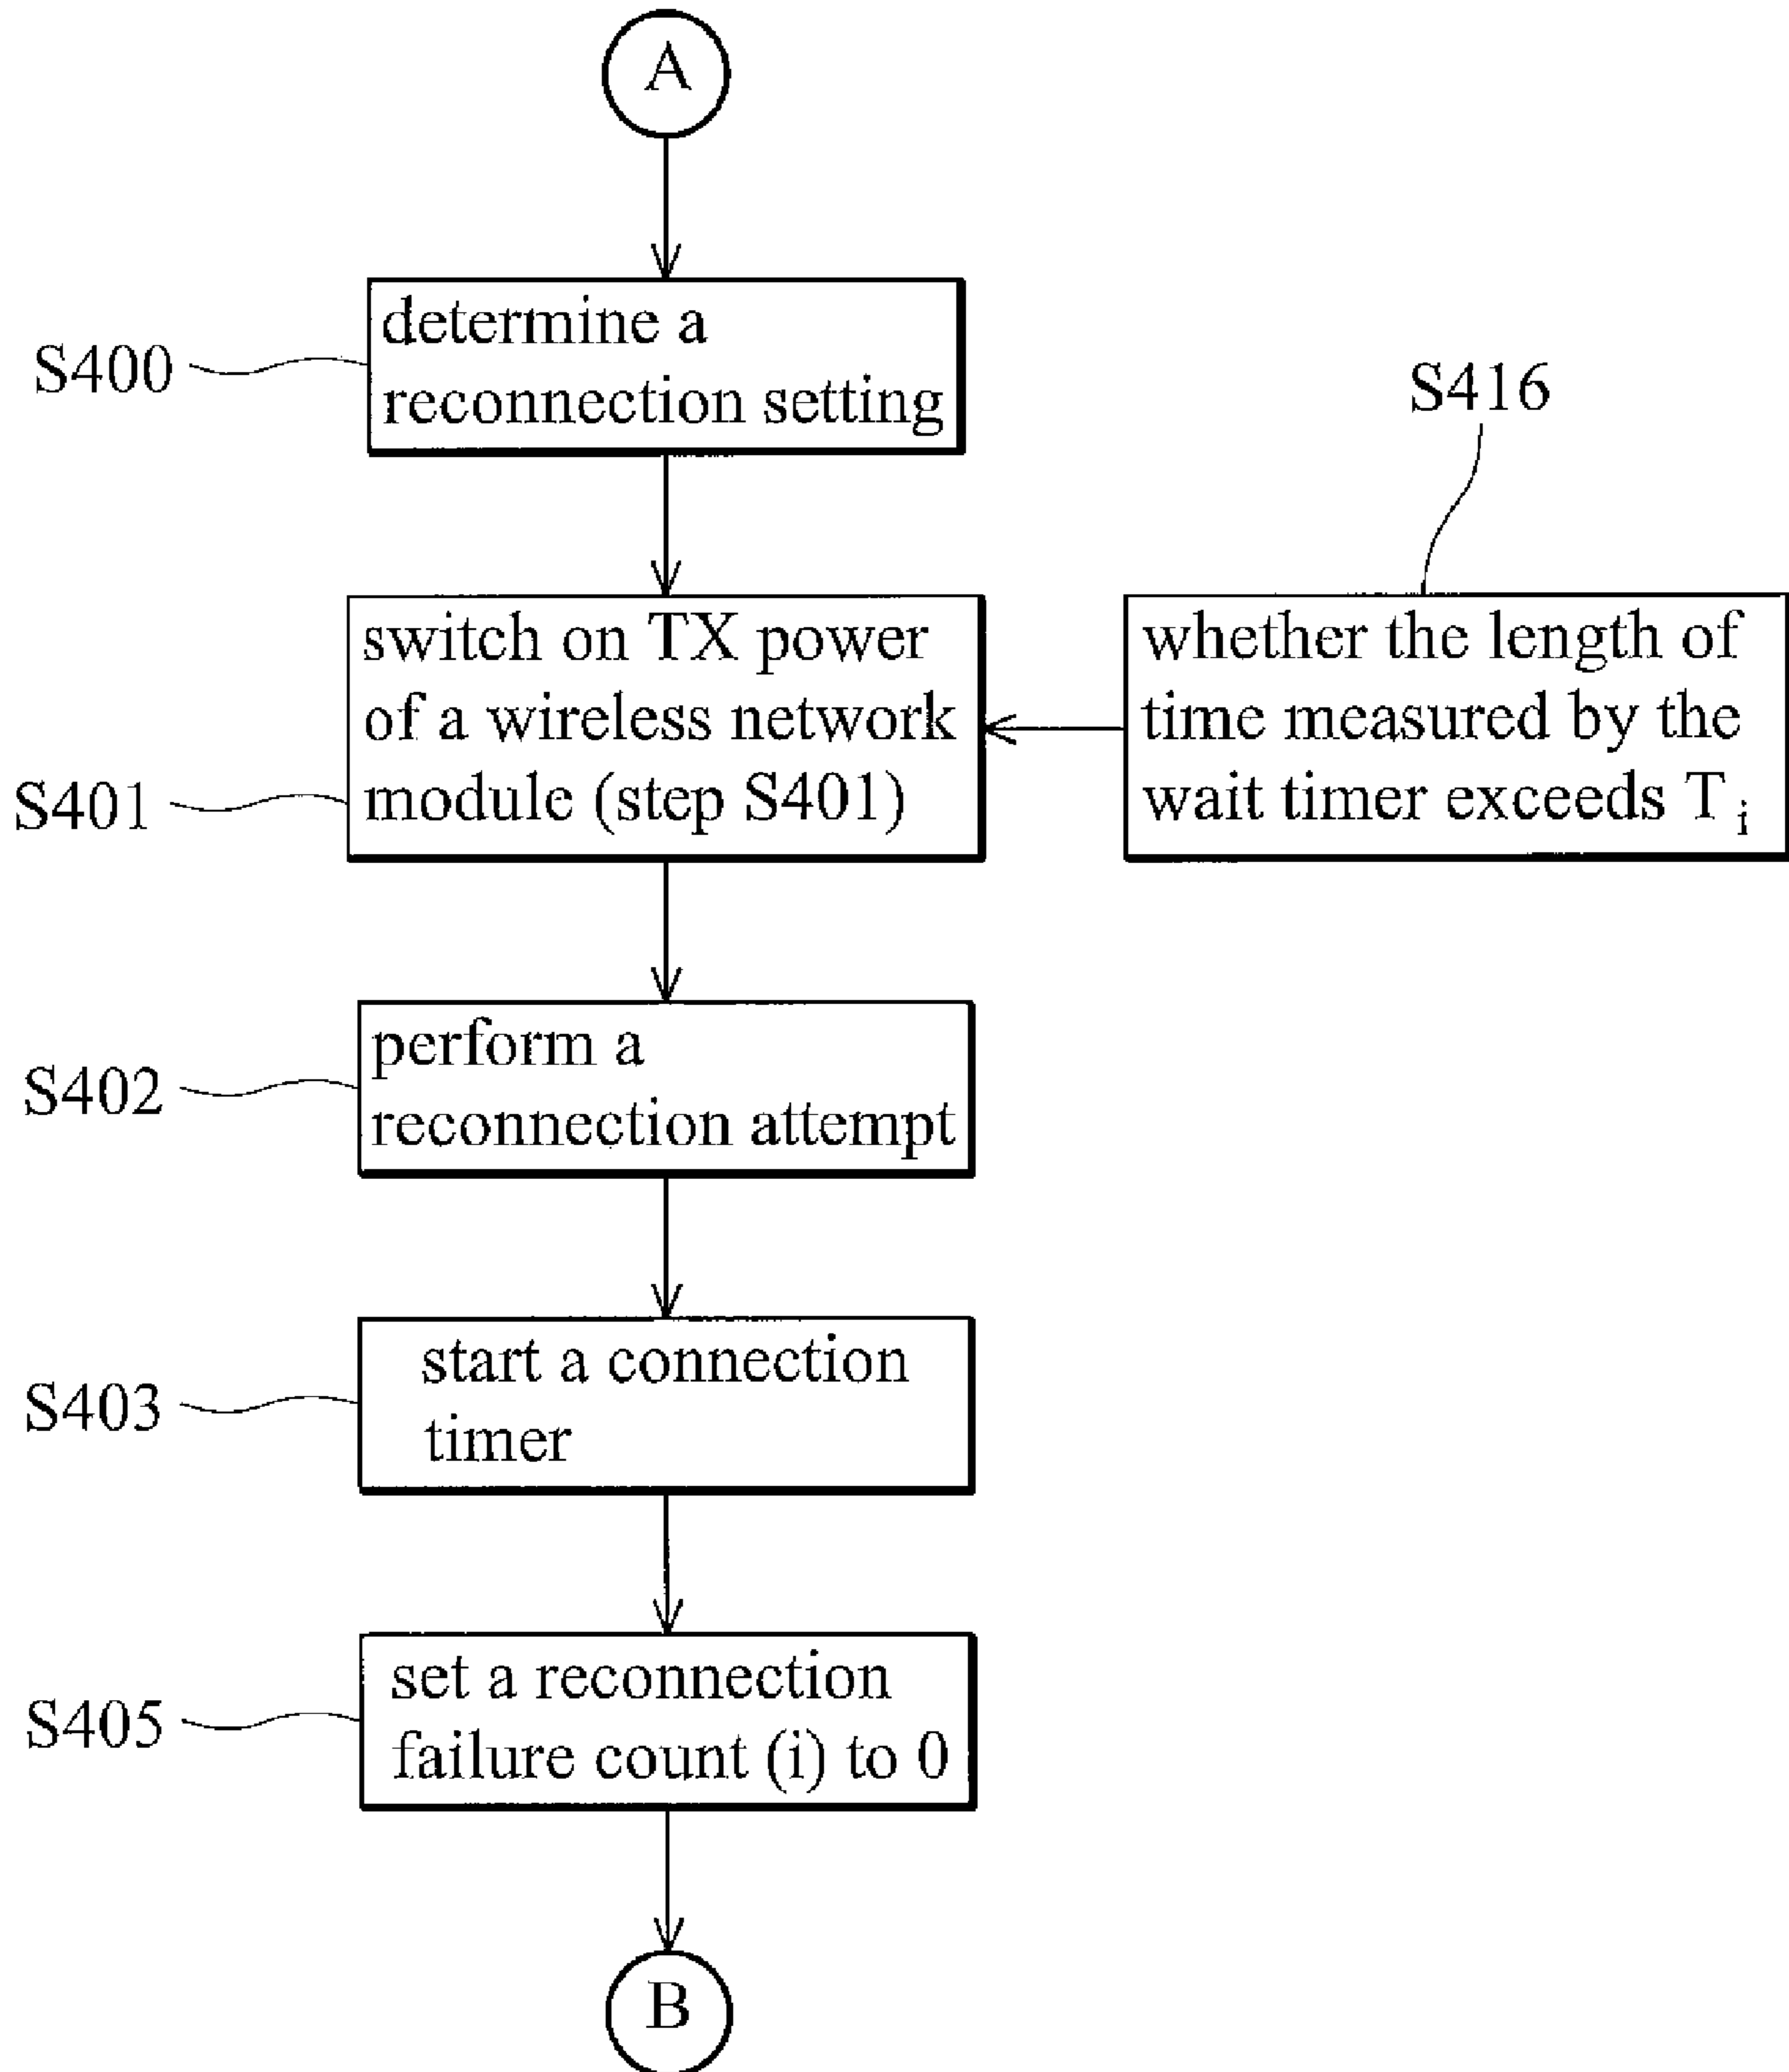 A
S400
determine a
reconnection setting
S416
S401
switch on TX power
of a wireless network
module (step S401)
whether the length of
time measured by the
wait timer exceeds Ti
S402
perform a
reconnection attempt
S403
start a connection
timer
S405
set a reconnection
failure count (i) to 0
B